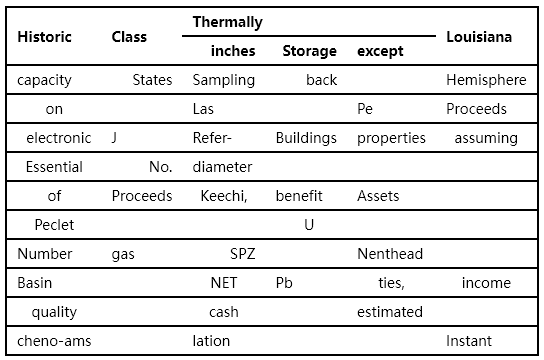 Historic Class Thermally Louisiana
inches Storage except
capacity States Sampling back Hemisphere
on Las Pe Proceeds
electronic J Refer- Buildings properties assuming
Essential No. diameter
of Proceeds Keechi, benefit Assets
Peclet U
Number gas SPZ Nenthead
Basin NET Pb ties, income
quality cash estimated
cheno-ams lation Instant